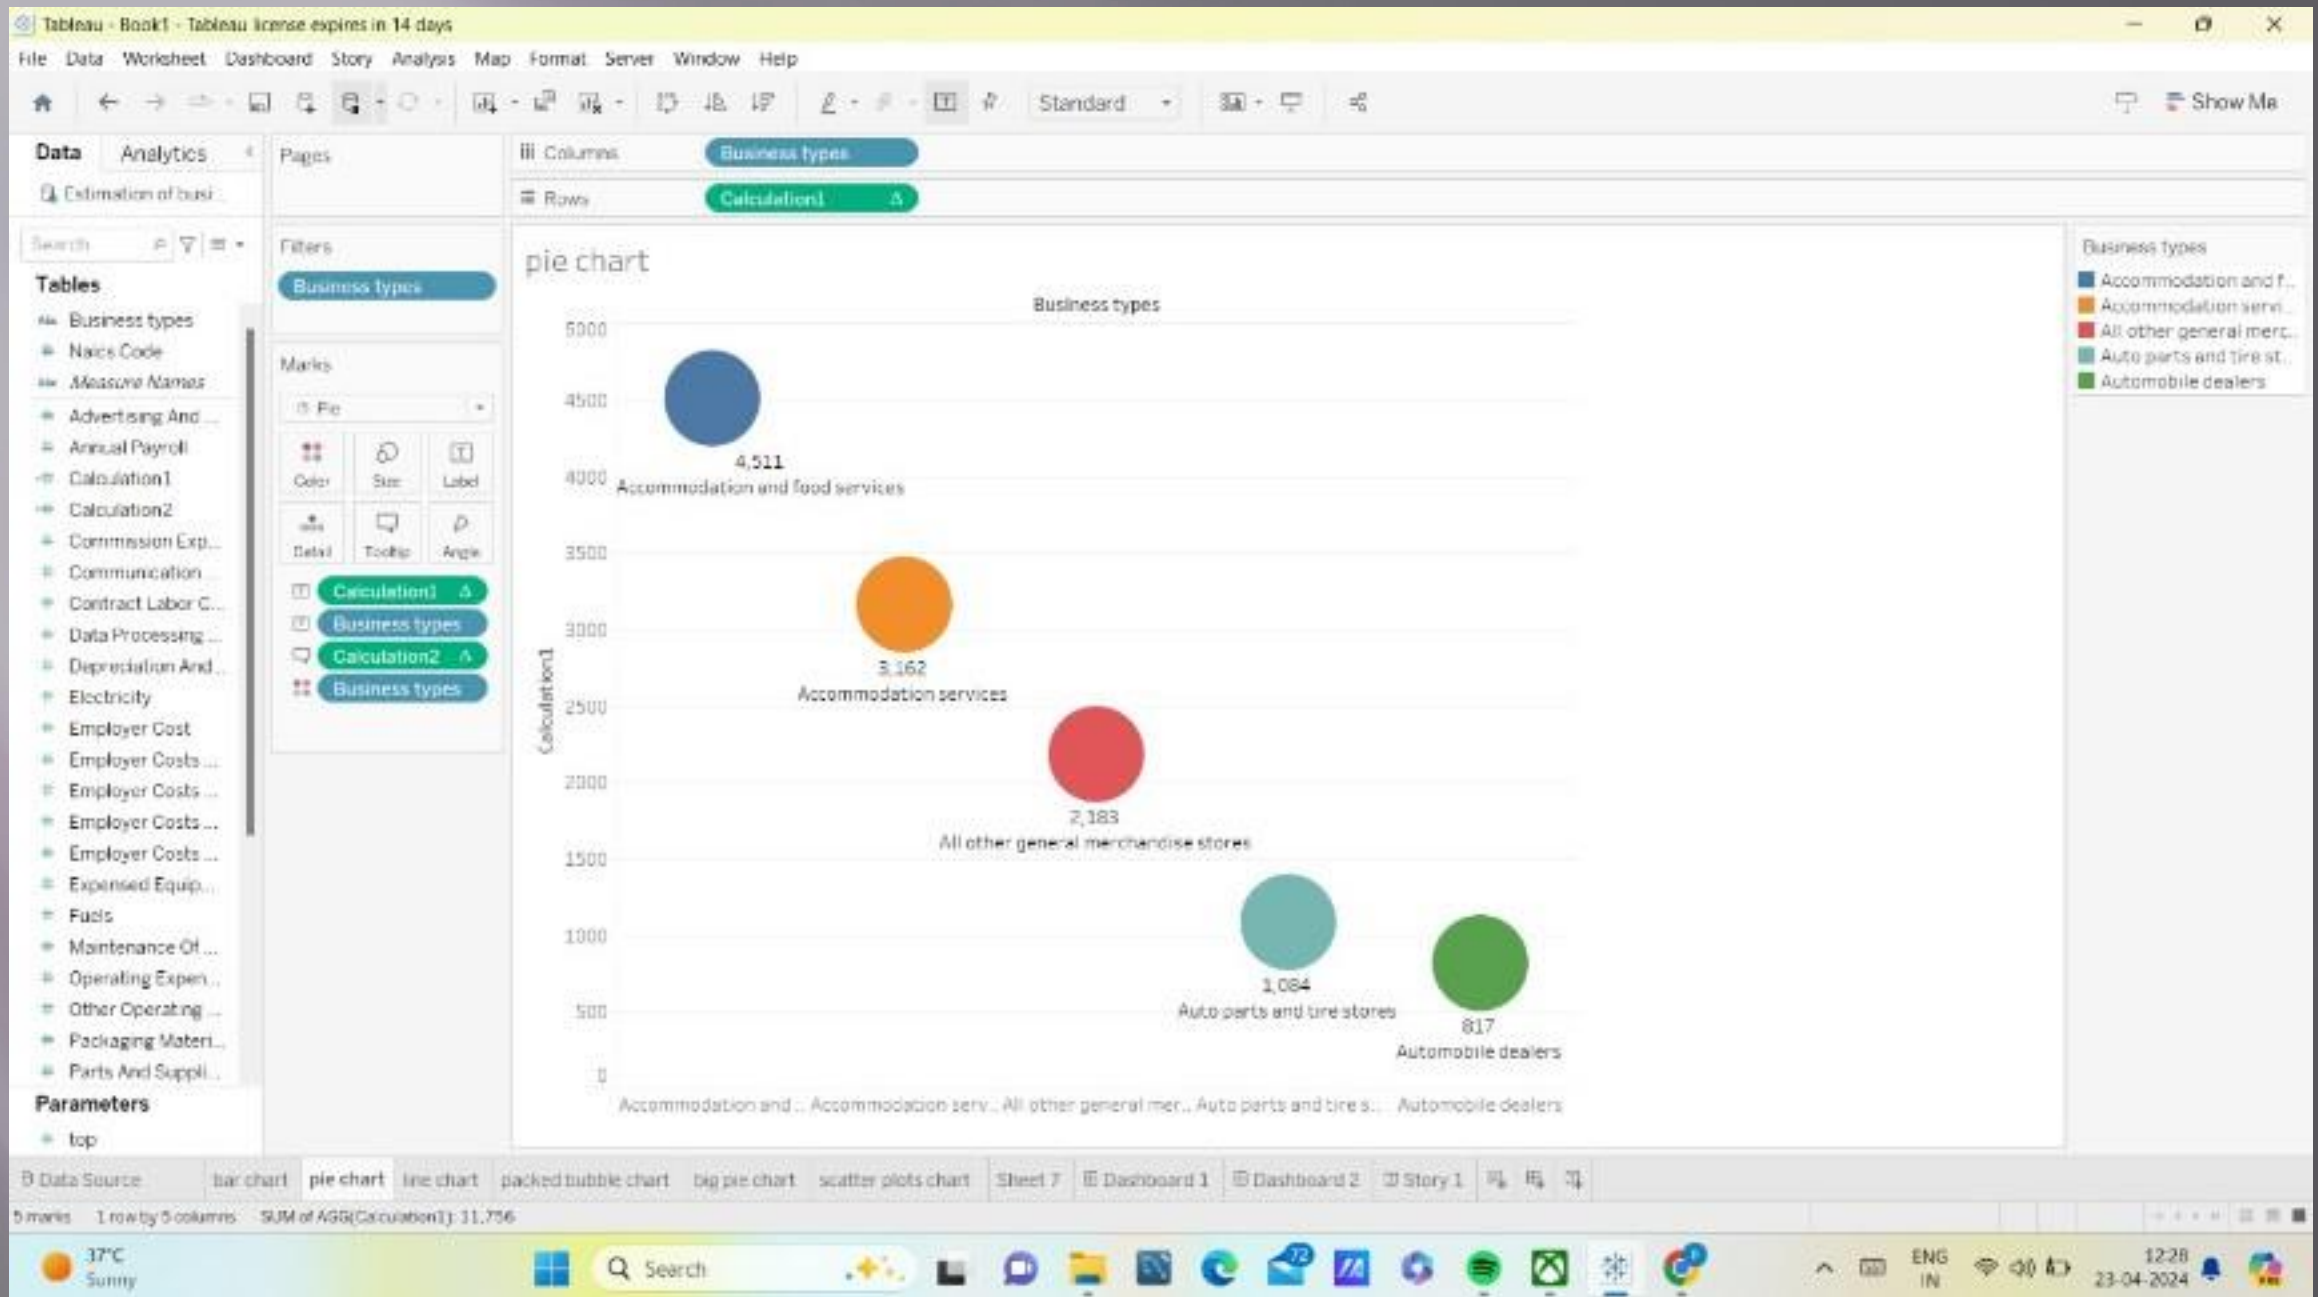 Tableau - Book1 - Tableau license expires in 14 days
File Data Worksheet Dashboard Story Analysis Map Format Server Window Help
Standard
Show Me
Data Analytics
Estimation of busi...
Search
Tables
Business types
Naics Code
Measure Names
Advertising And ...
Annual Payroll
Calculation1
Calculation2
Commission Exp...
Communication ...
Contract Labor C...
Data Processing ...
Depreciation And ...
Electricity
Employer Cost
Employer Costs ...
Employer Costs ...
Employer Costs ...
Employer Costs ...
Expensed Equip...
Fuels
Maintenance Of ...
Operating Expen...
Other Operating ...
Packaging Materi...
Parts And Suppli...
Parameters
top
Pages
Filters
Business types
Marks
Pie
Color Size Label
Detail Tooltip Angle
Calculation1 Δ
Business types
Calculation2 Δ
Business types
Columns Business types
Rows Calculation1 Δ
pie chart
Business types
Calculation1
5000
4500
4000
3500
3000
2500
2000
1500
1000
500
0
4,511
Accommodation and food services
3,162
Accommodation services
2,183
All other general merchandise stores
1,084
Auto parts and tire stores
817
Automobile dealers
Accommodation and .. Accommodation serv.. All other general mer.. Auto parts and tire s.. Automobile dealers
Business types
Accommodation and f...
Accommodation servi...
All other general merc...
Auto parts and tire st...
Automobile dealers
Data Source bar chart pie chart line chart packed bubble chart big pie chart scatter plots chart Sheet 7 Dashboard 1 Dashboard 2 Story 1
5 marks 1 row by 5 columns SUM of AGG(Calculation1): 11,756
37°C
Sunny
Search
72
ENG
IN
12:28
23-04-2024